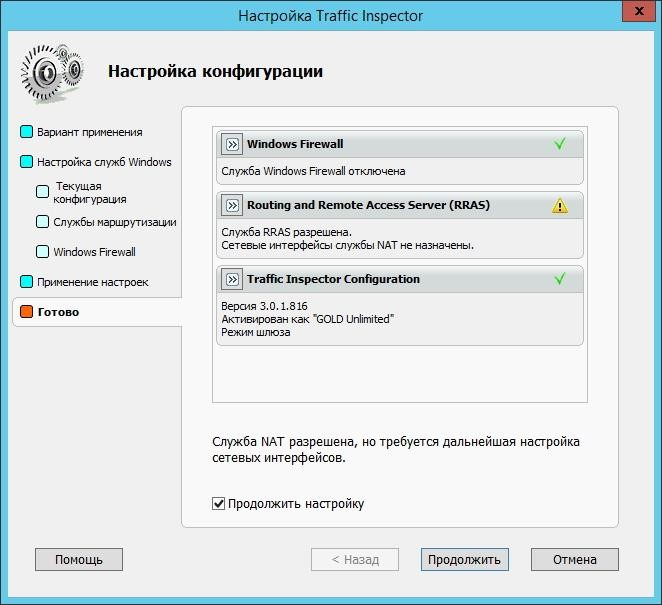 Настройка Traffic Inspector
x
Настройка конфигурации
Вариант применения
Настройка служб Windows
Текущая
конфигурация
Службы маршрутизации
Windows Firewall
Применение настроек
Готово
Windows Firewall
Служба Windows Firewall отключена
Routing and Remote Access Server (RRAS)
Служба RRAS разрешена.
Сетевые интерфейсы службы NAT не назначены.
Traffic Inspector Configuration
Версия 3.0.1.816
Активирован как "GOLD Unlimited"
Режим шлюза
Служба NAT разрешена, но требуется дальнейшая настройка
сетевых интерфейсов.
Продолжить настройку
Помощь
< Назад
Продолжить
Отмена